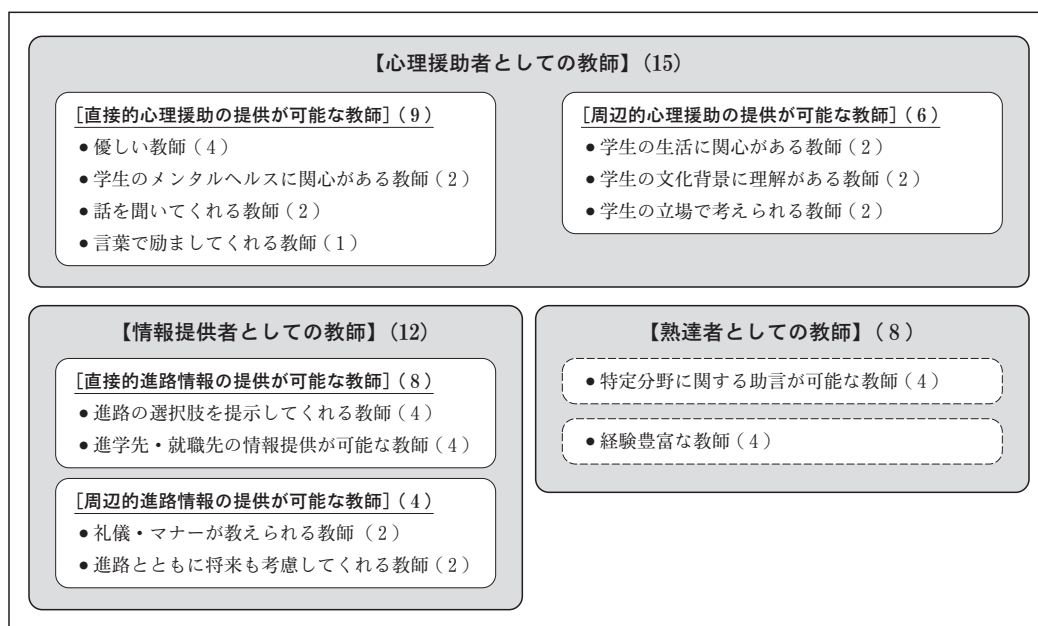 【心理援助者としての教師】(15)
[直接的心理援助の提供が可能な教師](9)
●優しい教師(4)
●学生のメンタルヘルスに関心がある教師(2)
●話を聞いてくれる教師(2)
●言葉で励ましてくれる教師(1)
[周辺的心理援助の提供が可能な教師](6)
●学生の生活に関心がある教師(2)
●学生の文化背景に理解がある教師(2)
●学生の立場で考えられる教師(2)
【情報提供者としての教師】(12)
[直接的進路情報の提供が可能な教師](8)
●進路の選択肢を提示してくれる教師(4)
●進学先・就職先の情報提供が可能な教師(4)
[周辺的進路情報の提供が可能な教師](4)
●礼儀・マナーが教えられる教師(2)
●進路とともに将来も考慮してくれる教師(2)
【熟達者としての教師】(8)
●特定分野に関する助言が可能な教師(4)
●経験豊富な教師(4)